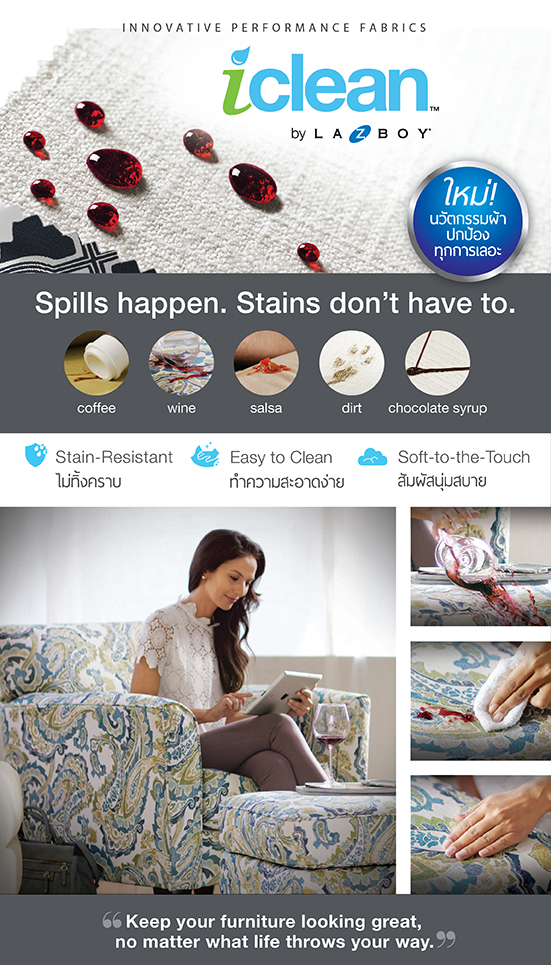 INNOVATIVE PERFORMANCE FABRICS
iclean™
by LAZBOY®
ใหม่!
นวัตกรรมผ้า
ปกป้อง
ทุกการเลอะ
Spills happen. Stains don't have to.
coffee wine salsa dirt chocolate syrup
Stain-Resistant Easy to Clean Soft-to-the-Touch
ไม่ทิ้งคราบ ทำความสะอาดง่าย สัมผัสนุ่มสบาย
“Keep your furniture looking great,
no matter what life throws your way.”